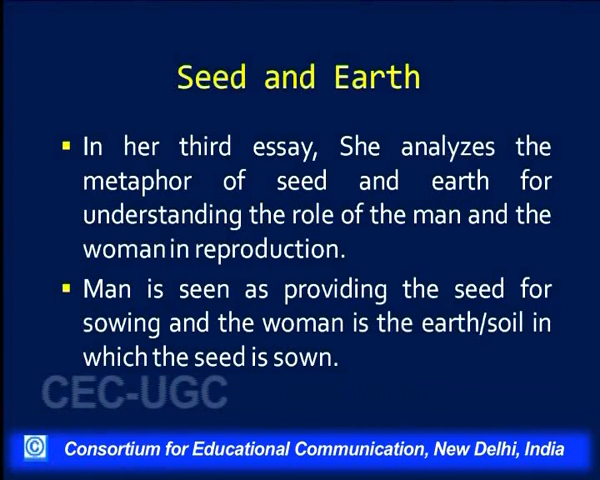 Seed and Earth
▪ In her third essay, She analyzes the
metaphor of seed and earth for
understanding the role of the man and the
woman in reproduction.
▪ Man is seen as providing the seed for
sowing and the woman is the earth/soil in
which the seed is sown.
CEC-UGC
© Consortium for Educational Communication, New Delhi, India